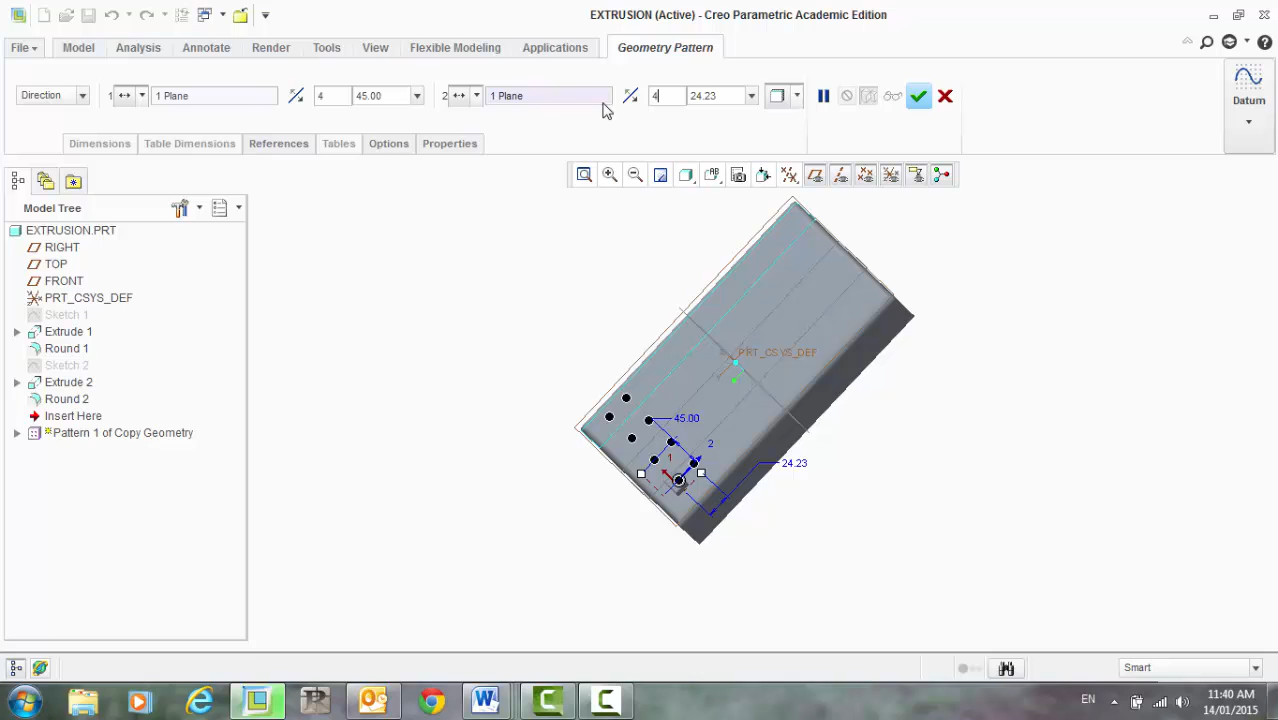 EXTRUSION (Active) - Creo Parametric Academic Edition
File Model Analysis Annotate Render Tools View Flexible Modeling Applications Geometry Pattern
Direction 1 1 Plane 4 45.00 2 1 Plane 4 24.23
Datum
Dimensions Table Dimensions References Tables Options Properties
Model Tree
EXTRUSION.PRT
RIGHT
TOP
FRONT
PRT_CSYS_DEF
Sketch 1
Extrude 1
Round 1
Sketch 2
Extrude 2
Round 2
Insert Here
Pattern 1 of Copy Geometry
PRT_CSYS_DEF
45.00
2
1
24.23
Smart
EN
11:40 AM
14/01/2015